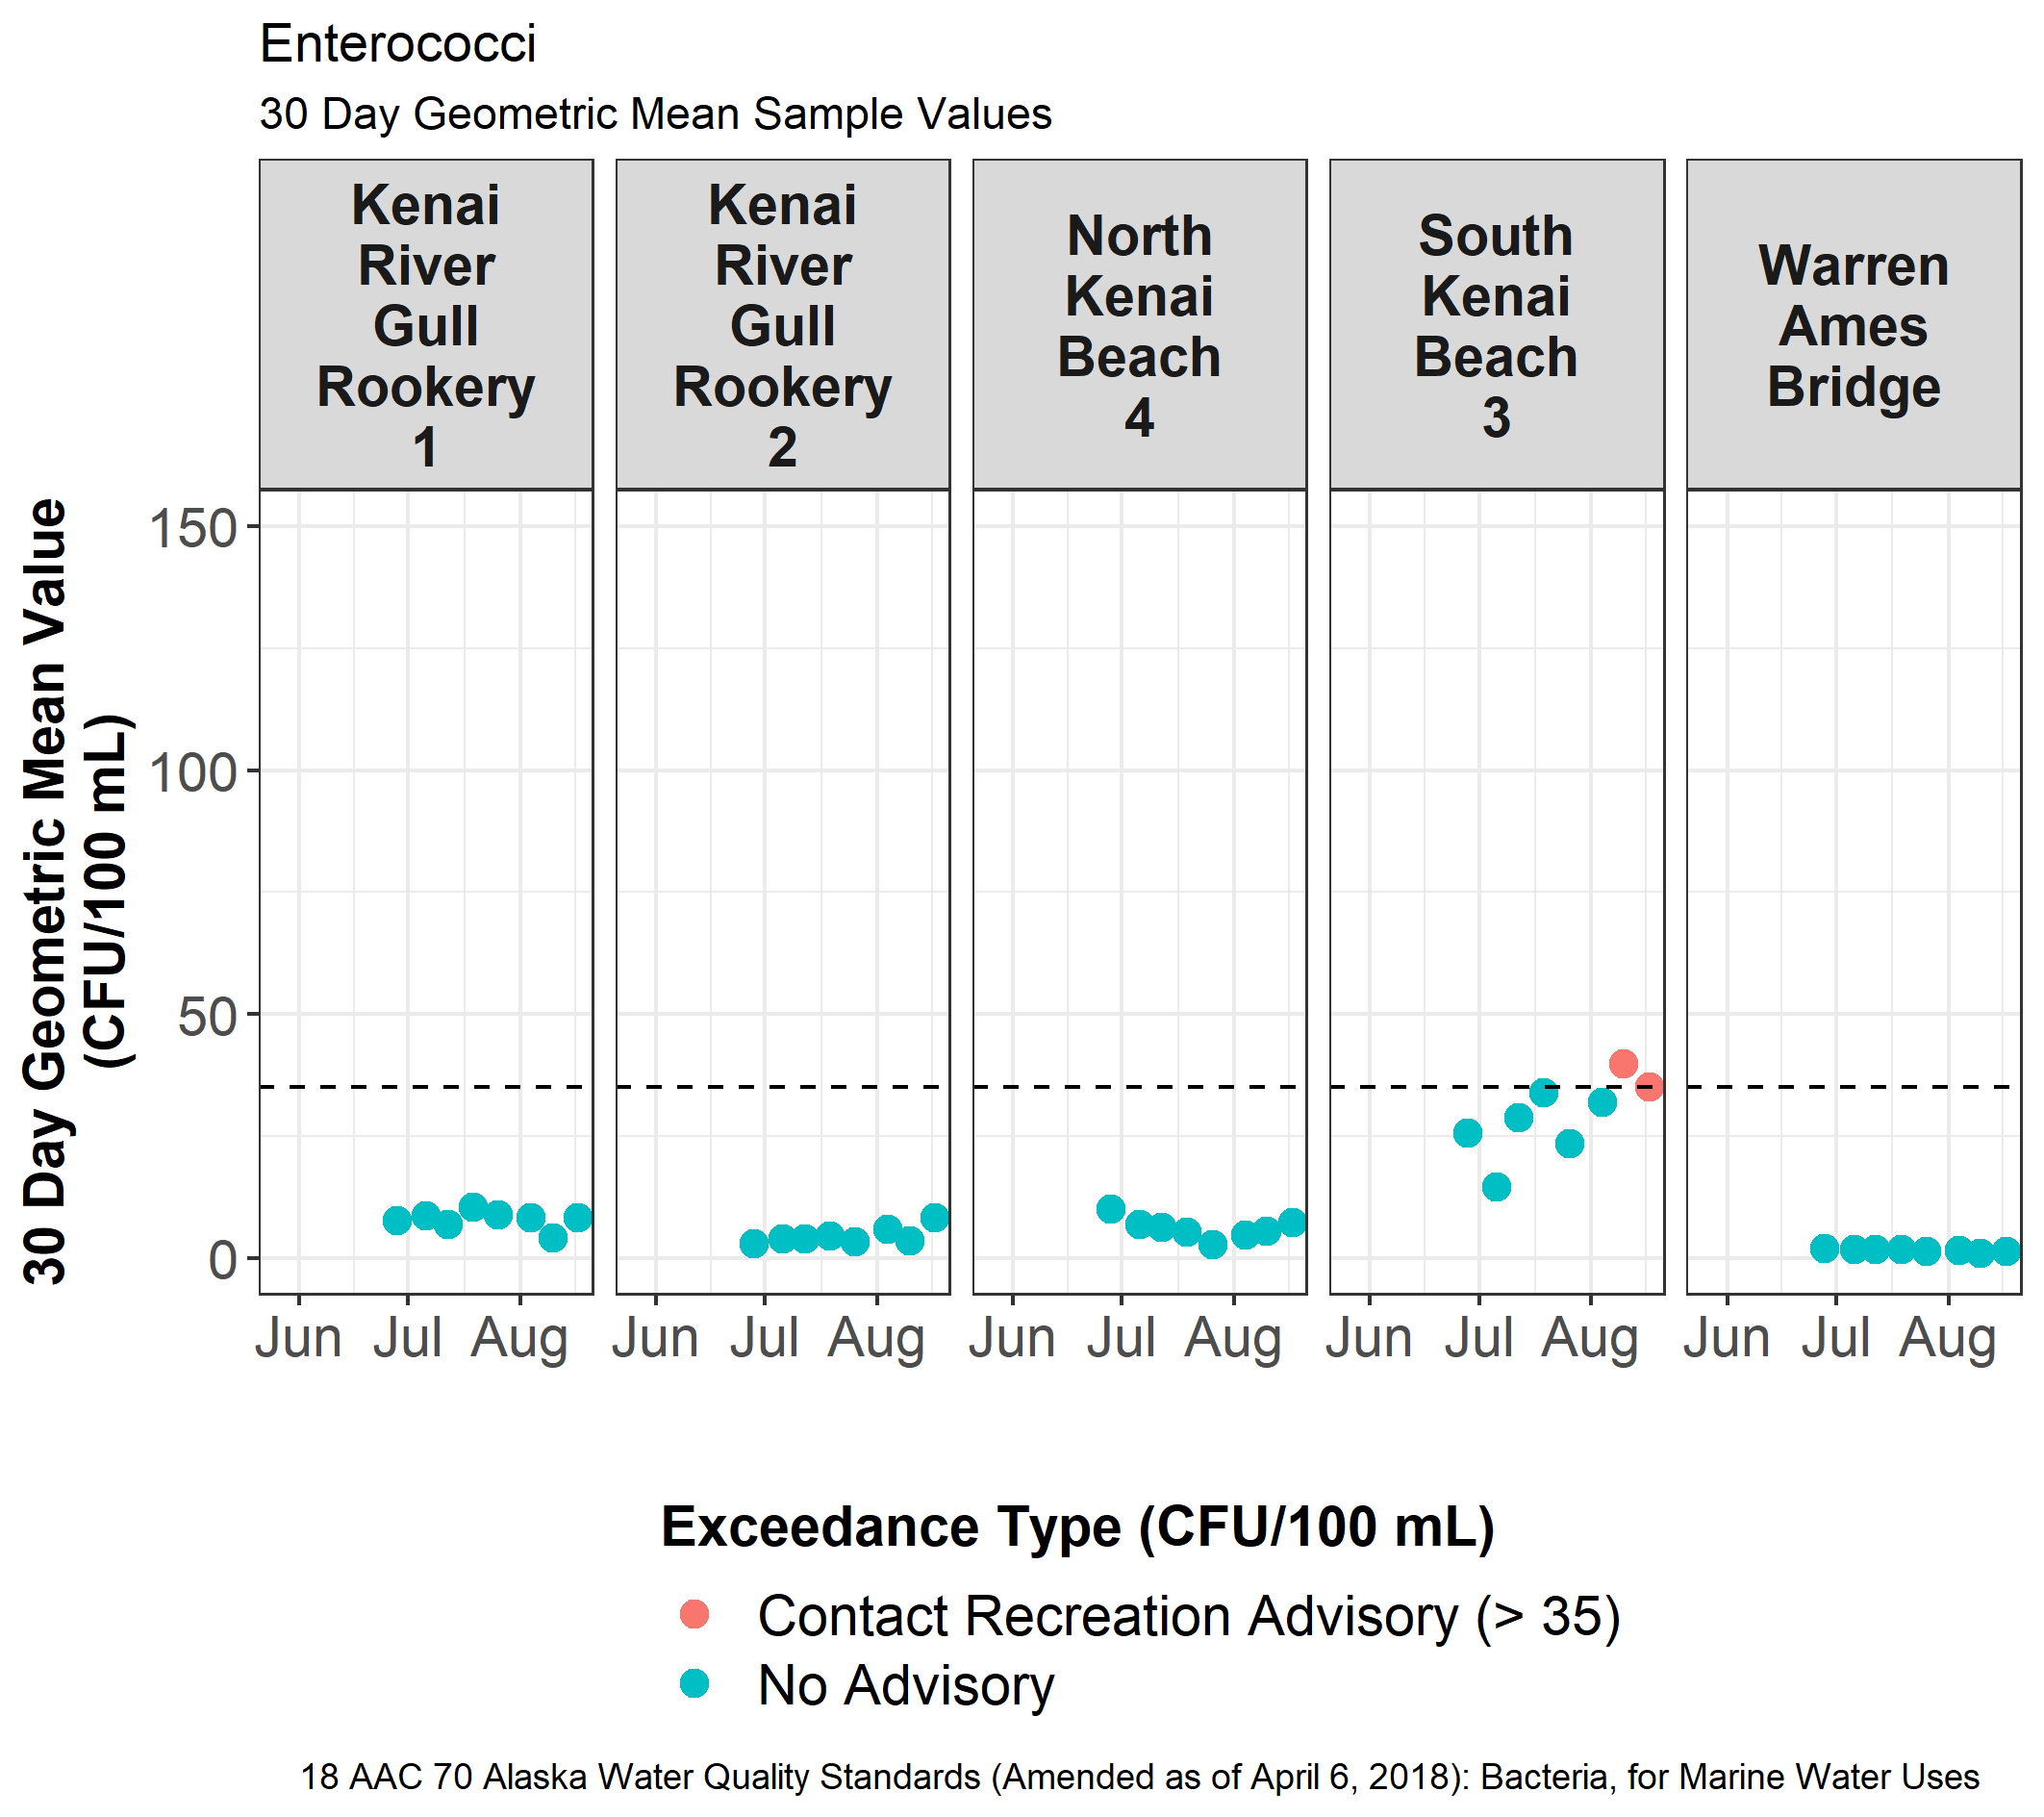 Enterococci
30 Day Geometric Mean Sample Values
Kenai
River
Gull
Rookery
1
Kenai
River
Gull
Rookery
2
North
Kenai
Beach
4
South
Kenai
Beach
3
Warren
Ames
Bridge
30 Day Geometric Mean Value
(CFU/100 mL)
150
100
50
0
Jun Jul Aug Jun Jul Aug Jun Jul Aug Jun Jul Aug Jun Jul Aug
Exceedance Type (CFU/100 mL)
Contact Recreation Advisory (> 35)
No Advisory
18 AAC 70 Alaska Water Quality Standards (Amended as of April 6, 2018): Bacteria, for Marine Water Uses